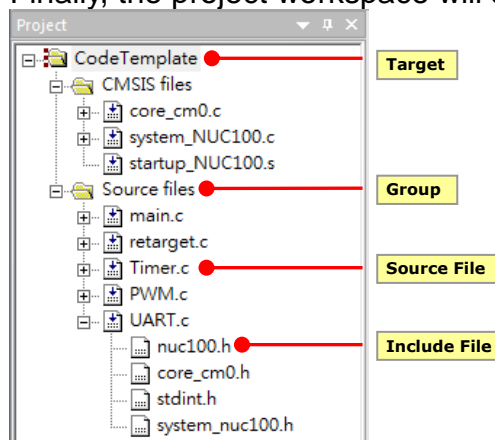 Finally, the project workspace will
Project
CodeTemplate
Target
CMSIS files
core_cm0.c
system_NUC100.c
startup_NUC100.s
Source files
Group
main.c
retarget.c
Timer.c
Source File
PWM.c
UART.c
nuc100.h
Include File
core_cm0.h
stdint.h
system_nuc100.h